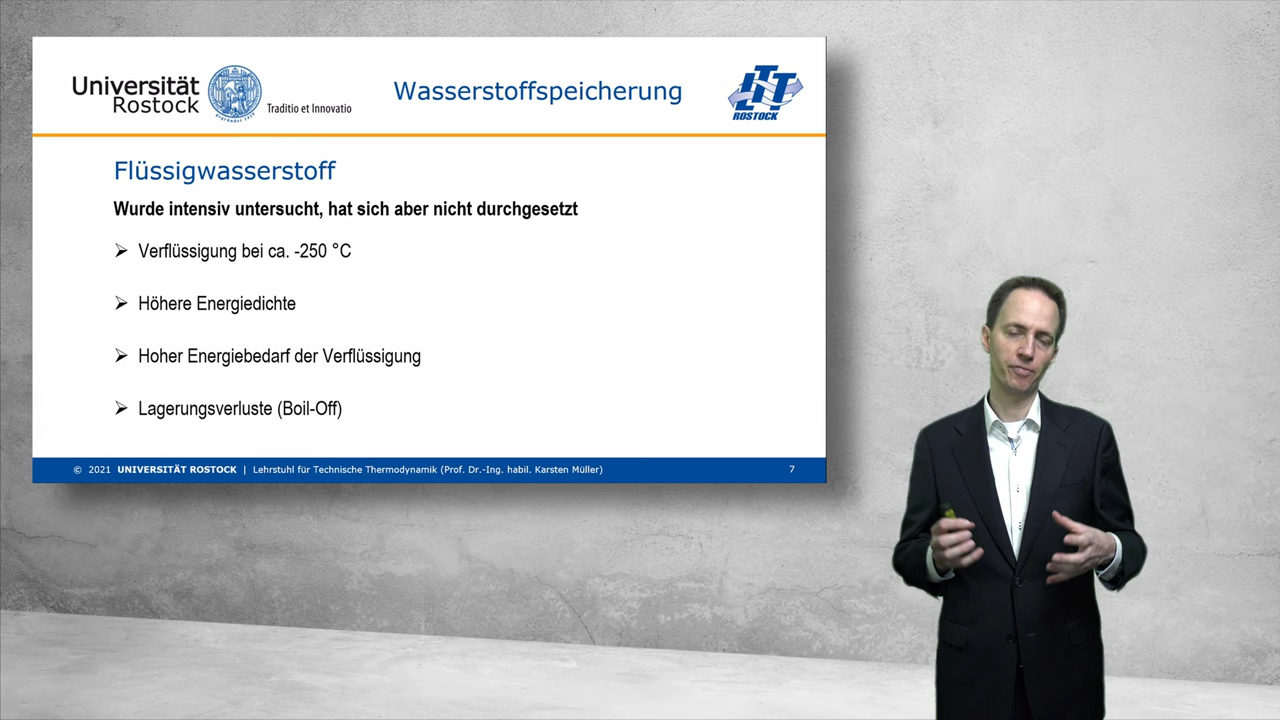 Universität
Rostock
Traditio et Innovatio
Wasserstoffspeicherung
ITT
ROSTOCK
Flüssigwasserstoff
Wurde intensiv untersucht, hat sich aber nicht durchgesetzt
➢ Verflüssigung bei ca. -250 °C
➢ Höhere Energiedichte
➢ Hoher Energiebedarf der Verflüssigung
➢ Lagerungsverluste (Boil-Off)
© 2021 UNIVERSITÄT ROSTOCK | Lehrstuhl für Technische Thermodynamik (Prof. Dr.-Ing. habil. Karsten Müller)
7